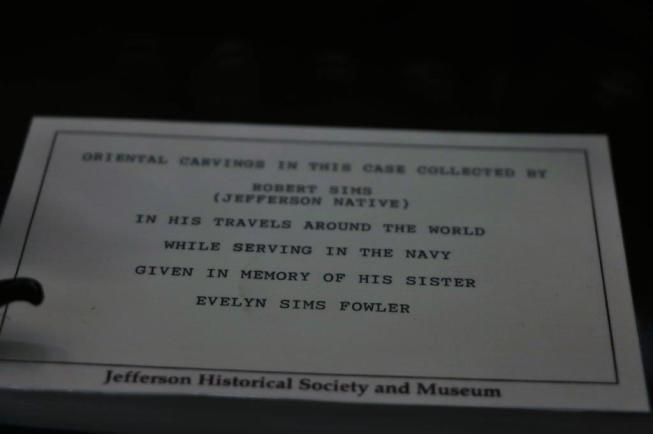 ORIENTAL CARVINGS IN THIS CASE COLLECTED BY
ROBERT SIMS
(JEFFERSON NATIVE)
IN HIS TRAVELS AROUND THE WORLD
WHILE SERVING IN THE NAVY
GIVEN IN MEMORY OF HIS SISTER
EVELYN SIMS FOWLER
Jefferson Historical Society and Museum